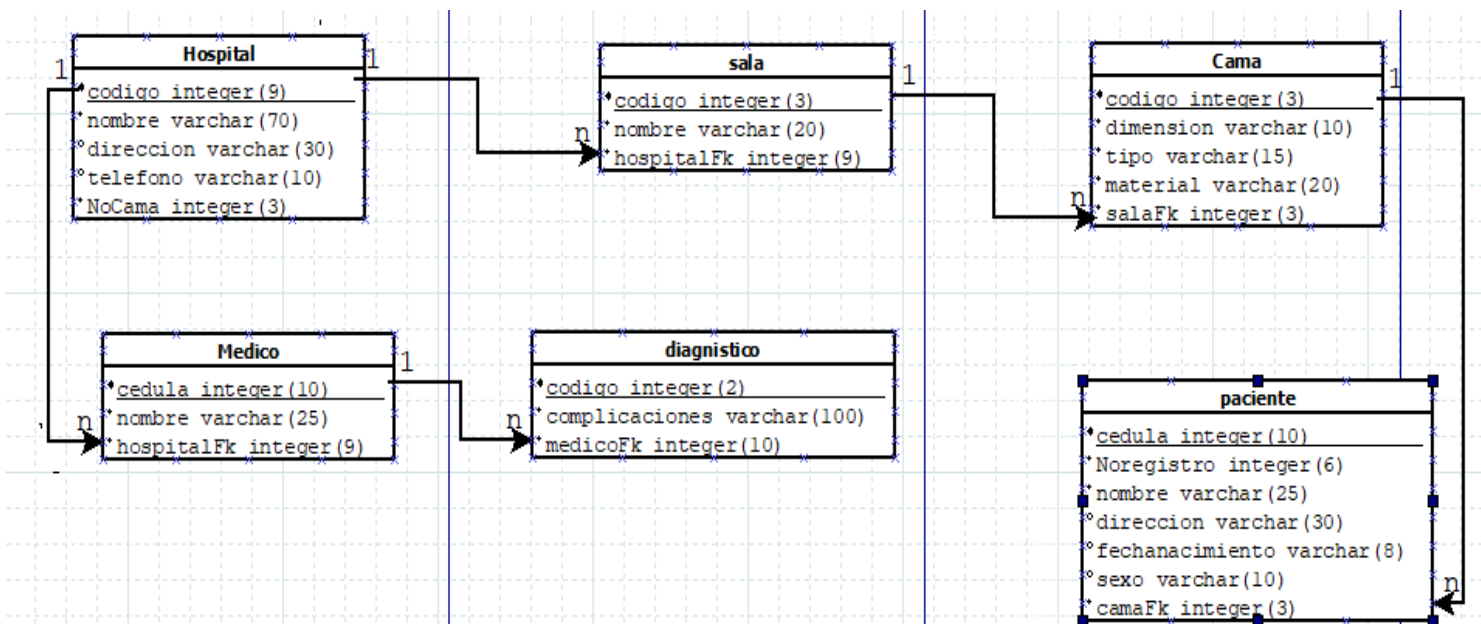 Hospital
codigo integer(9)
nombre varchar(70)
direccion varchar(30)
telefono varchar(10)
NoCama integer(3)
1
1
n
sala
codigo integer(3)
nombre varchar(20)
hospitalFk integer(9)
1
n
Cama
codigo integer(3)
dimension varchar(10)
tipo varchar(15)
material varchar(20)
salaFk integer(3)
1
n
Medico
cedula integer(10)
nombre varchar(25)
hospitalFk integer(9)
1
n
diagnistico
codigo integer(2)
complicaciones varchar(100)
medicoFk integer(10)
paciente
cedula integer(10)
Noregistro integer(6)
nombre varchar(25)
direccion varchar(30)
fechanacimiento varchar(8)
sexo varchar(10)
camaFk integer(3)
n